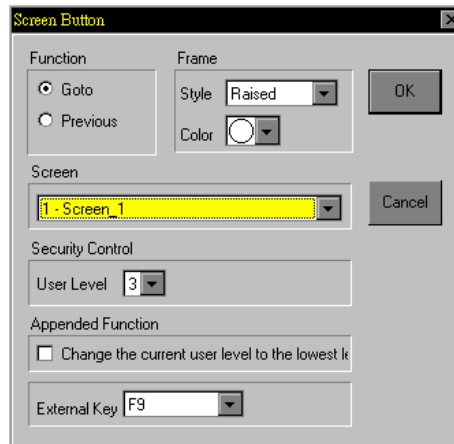 Screen Button
Function
Goto
Previous
Frame
Style Raised
Color
OK
Screen
1 - Screen_1
Cancel
Security Control
User Level 3
Appended Function
Change the current user level to the lowest le
External Key F9